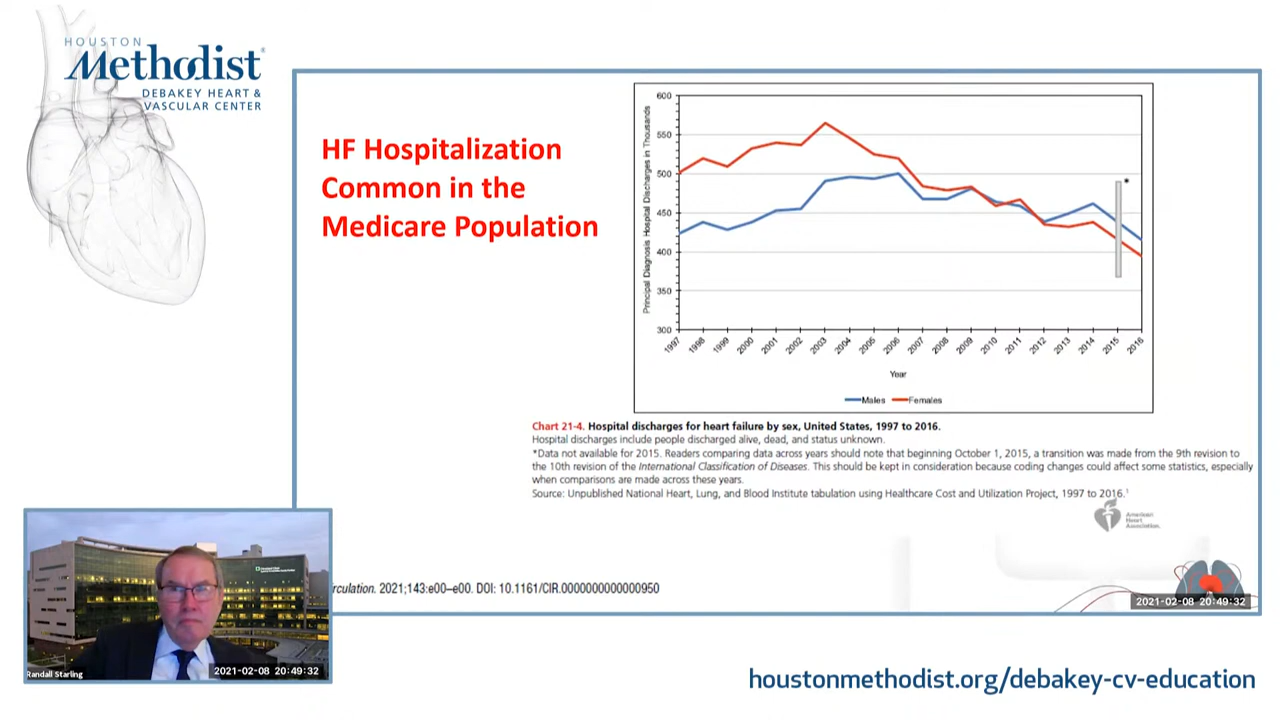 HOUSTON
Methodist®
DEBAKEY HEART &
VASCULAR CENTER
HF Hospitalization
Common in the
Medicare Population
Principal Diagnosis Hospital Discharges in Thousands
600
550
500
450
400
350
300
*
1997 1998 1999 2000 2001 2002 2003 2004 2005 2006 2007 2008 2009 2010 2011 2012 2013 2014 2015 2016
Year
Males Females
Chart 21-4. Hospital discharges for heart failure by sex, United States, 1997 to 2016.
Hospital discharges include people discharged alive, dead, and status unknown.
*Data not available for 2015. Readers comparing data across years should note that beginning October 1, 2015, a transition was made from the 9th revision to
the 10th revision of the International Classification of Diseases. This should be kept in consideration because coding changes could affect some statistics, especially
when comparisons are made across these years.
Source: Unpublished National Heart, Lung, and Blood Institute tabulation using Healthcare Cost and Utilization Project, 1997 to 2016.¹
American
Heart
Association.
rculation. 2021;143:e00–e00. DOI: 10.1161/CIR.0000000000000950
2021-02-08 20:49:32
Randall Starling
2021-02-08 20:49:32
houstonmethodist.org/debakey-cv-education